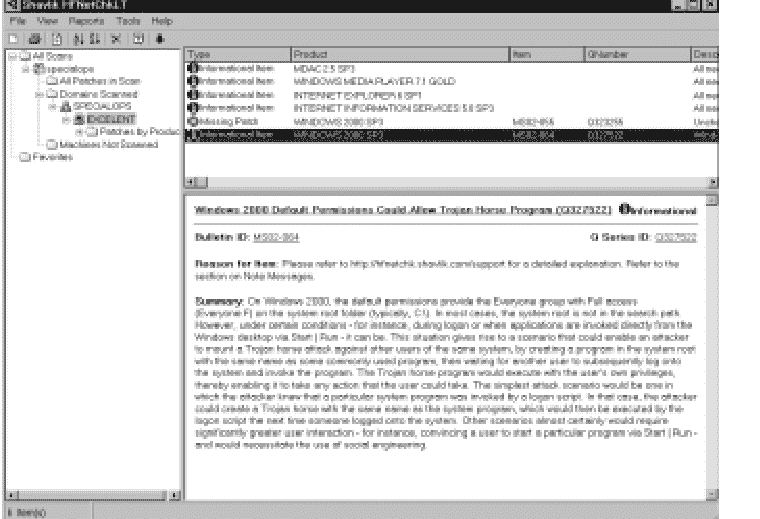 Shavlik HFNetChkLT
File View Reports Tools Help
All Scans
specialops
All Patches in Scan
Domains Scanned
SPECIALOPS
EXCELENT
Patches by Produc
Machines Not Scanned
Favorites
Type Product Item QNumber Desc
Informational Item MDAC 2.5 SP3 All ma
Informational Item WINDOWS MEDIA PLAYER 7.1 GOLD All ma
Informational Item INTERNET EXPLORER 6 SP1 All ma
Informational Item INTERNET INFORMATION SERVICES 5.0 SP3 All ma
Missing Patch WINDOWS 2000 SP3 MS02-055 Q323255 Unche
Informational Item WINDOWS 2000 SP3 MS02-064 Q327522 Wind
Windows 2000 Default Permissions Could Allow Trojan Horse Program (Q327522) Informational
Bulletin ID: MS02-064 Q Series ID: Q327522
Reason for Item: Please refer to http://hfnetchk.shavlik.com/support for a detailed explanation. Refer to the
section on Note Messages.
Summary: On Windows 2000, the default permissions provide the Everyone group with Full access
(Everyone:F) on the system root folder (typically, C:\). In most cases, the system root is not in the search path.
However, under certain conditions - for instance, during logon or when applications are invoked directly from the
Windows desktop via Start | Run - it can be. This situation gives rise to a scenario that could enable an attacker
to mount a Trojan horse attack against other users of the same system, by creating a program in the system root
with the same name as some commonly used program, then waiting for another user to subsequently log onto
the system and invoke the program. The Trojan horse program would execute with the user's own privileges,
thereby enabling it to take any action that the user could take. The simplest attack scenario would be one in
which the attacker knew that a particular system program was invoked by a logon script. In that case, the attacker
could create a Trojan horse with the same name as the system program, which would then be executed by the
logon script the next time someone logged onto the system. Other scenarios almost certainly would require
significantly greater user interaction - for instance, convincing a user to start a particular program via Start | Run -
and would necessitate the use of social engineering.
6 Item(s)